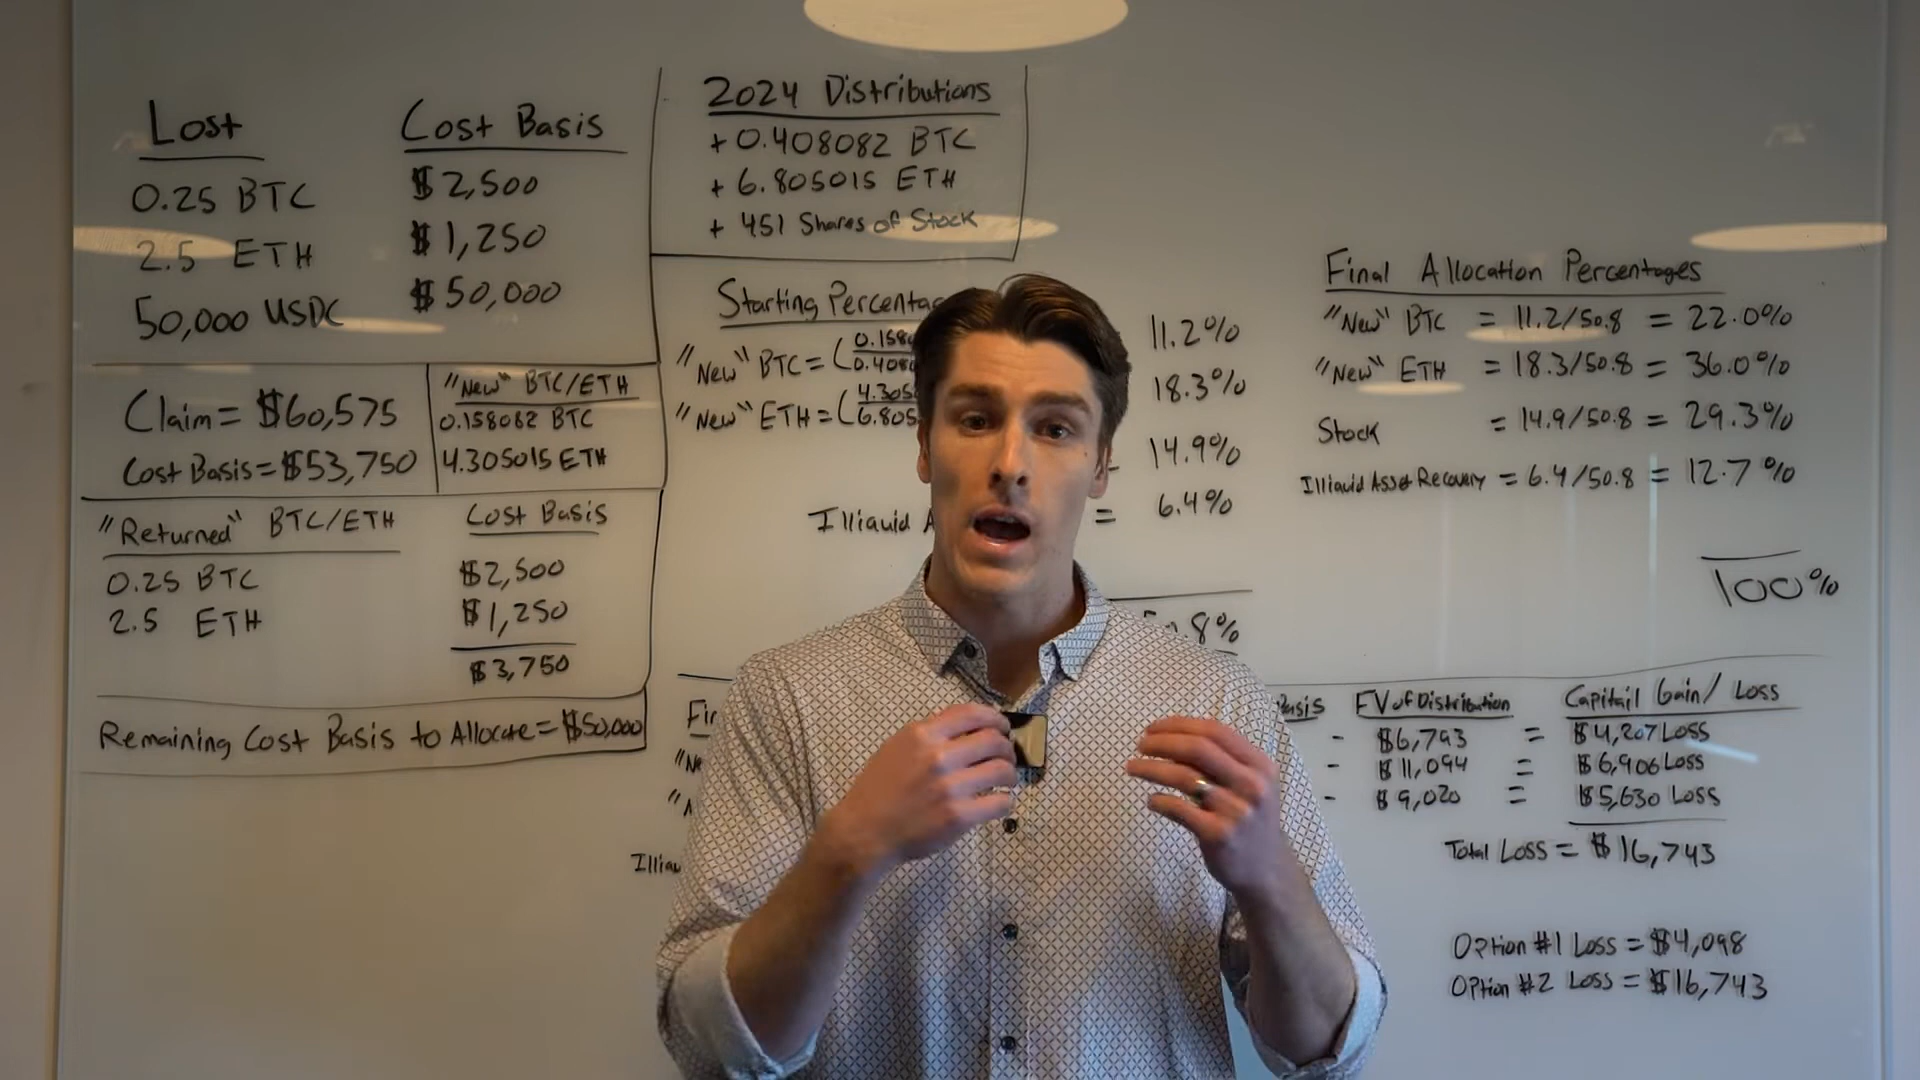 Lost Cost Basis
0.25 BTC $2,500
2.5 ETH $1,250
50,000 USDC $50,000
Claim = $60,575
Cost Basis = $53,750
"New" BTC/ETH
0.158082 BTC
4.305015 ETH
"Returned" BTC/ETH Cost Basis
0.25 BTC $2,500
2.5 ETH $1,250
$3,750
Remaining Cost Basis to Allocate = $50,000
2024 Distributions
+ 0.408082 BTC
+ 6.805015 ETH
+ 451 Shares of Stock
Starting
"New" BTC = ( 11.2%
"New" ETH = ( 18.3%
14.9%
Illiquid = 6.4%
Final Allocation Percentages
"New" BTC = 11.2/50.8 = 22.0%
"New" ETH = 18.3/50.8 = 36.0%
Stock = 14.9/50.8 = 29.3%
Illiquid Asset Recovery = 6.4/50.8 = 12.7%
100%
Basis FV of Distribution Capitail Gain/Loss
- $6,793 = $4,207 Loss
- $11,094 = $6,906 Loss
- $9,020 = $5,630 Loss
Total Loss = $16,743
Option #1 Loss = $4,098
Option #2 Loss = $16,743